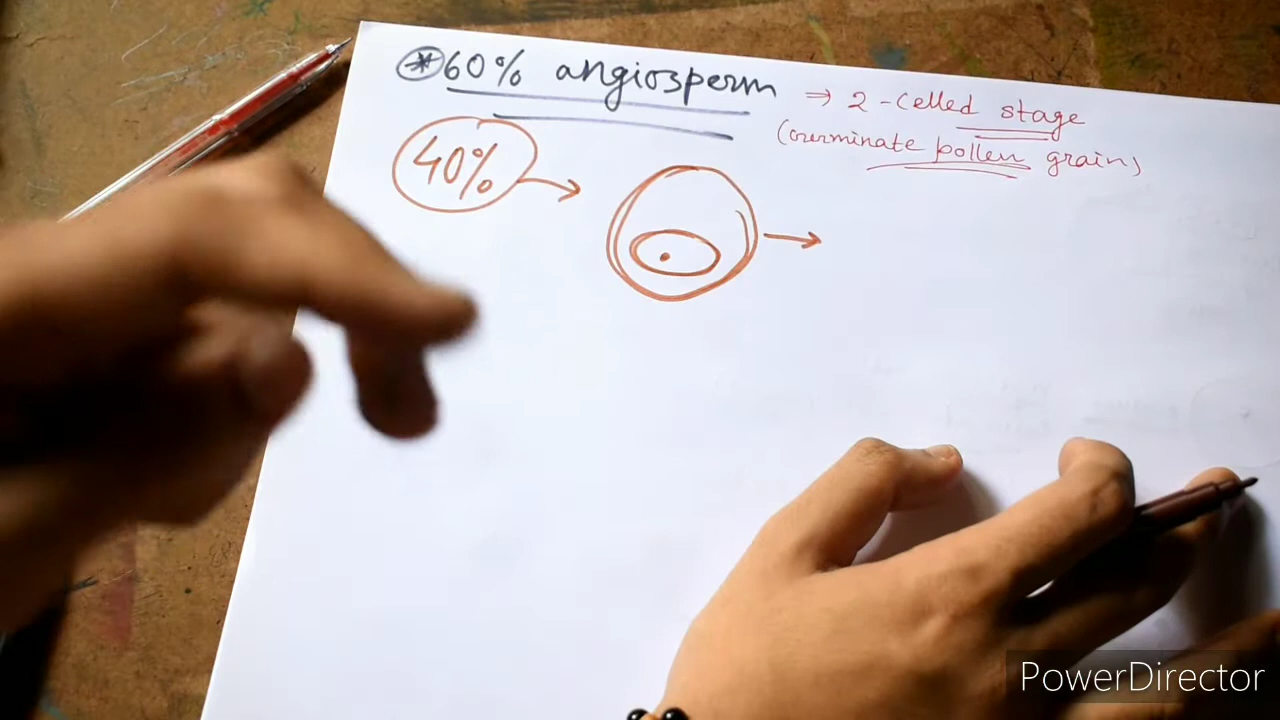 * 60% angiosperm ⇒ 2-celled stage
(Germinate pollen grain)
40% →
PowerDirector